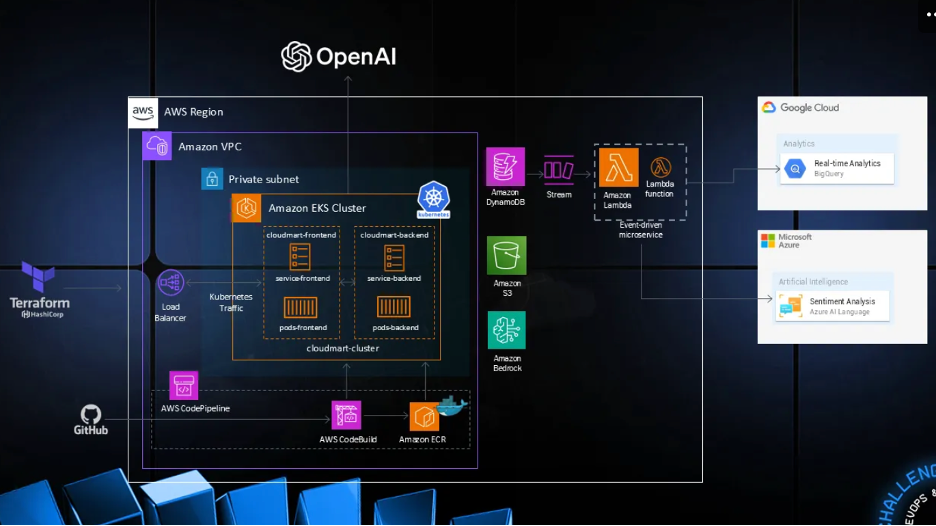 OpenAI
aws
AWS Region
Amazon VPC
Private subnet
Amazon EKS Cluster
kubernetes
cloudmart-frontend
cloudmart-backend
service-frontend
service-backend
pods-frontend
pods-backend
cloudmart-cluster
Terraform
HashiCorp
Load
Balancer
Kubernetes
Traffic
AWS CodePipeline
GitHub
AWS CodeBuild
Amazon ECR
Amazon
DynamoDB
Stream
Amazon
Lambda
Lambda
function
Event-driven
microservice
Amazon
S3
Amazon
Bedrock
Google Cloud
Analytics
Real-time Analytics
BigQuery
Microsoft
Azure
Artificial Intelligence
Sentiment Analysis
Azure AI Language
CHALLENG
EVOPS &